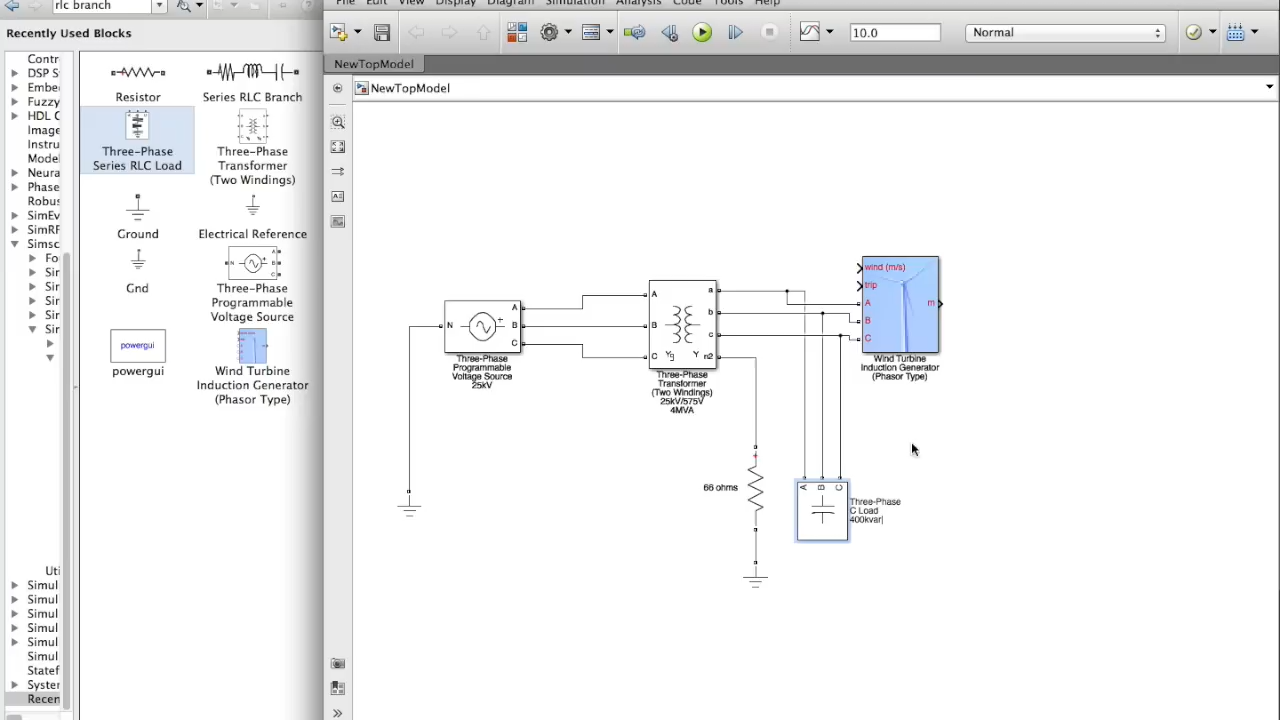 rlc branch
Recently Used Blocks
Contr
DSP S
Embe
Fuzzy
HDL C
Image
Instru
Model
Neura
Phase
Robus
SimEv
SimRF
Simsc
Fo
Sir
Sir
Sir
Sir
Sir
Uti
Simul
Simul
Simul
Simul
Simul
Simul
Statef
System
Recen
Resistor
Series RLC Branch
Three-Phase
Series RLC Load
Three-Phase
Transformer
(Two Windings)
Ground
Electrical Reference
Gnd
Three-Phase
Programmable
Voltage Source
powergui
powergui
Wind Turbine
Induction Generator
(Phasor Type)
File Edit View Display Diagram Simulation Analysis Code Tools Help
10.0
Normal
NewTopModel
NewTopModel
N
A
B
C
Three-Phase
Programmable
Voltage Source
25kV
A
B
C
Yg
Y
a
b
c
n2
Three-Phase
Transformer
(Two Windings)
25kV/575V
4MVA
wind (m/s)
trip
A
B
C
m
Wind Turbine
Induction Generator
(Phasor Type)
66 ohms
A
B
C
Three-Phase
C Load
400kvar